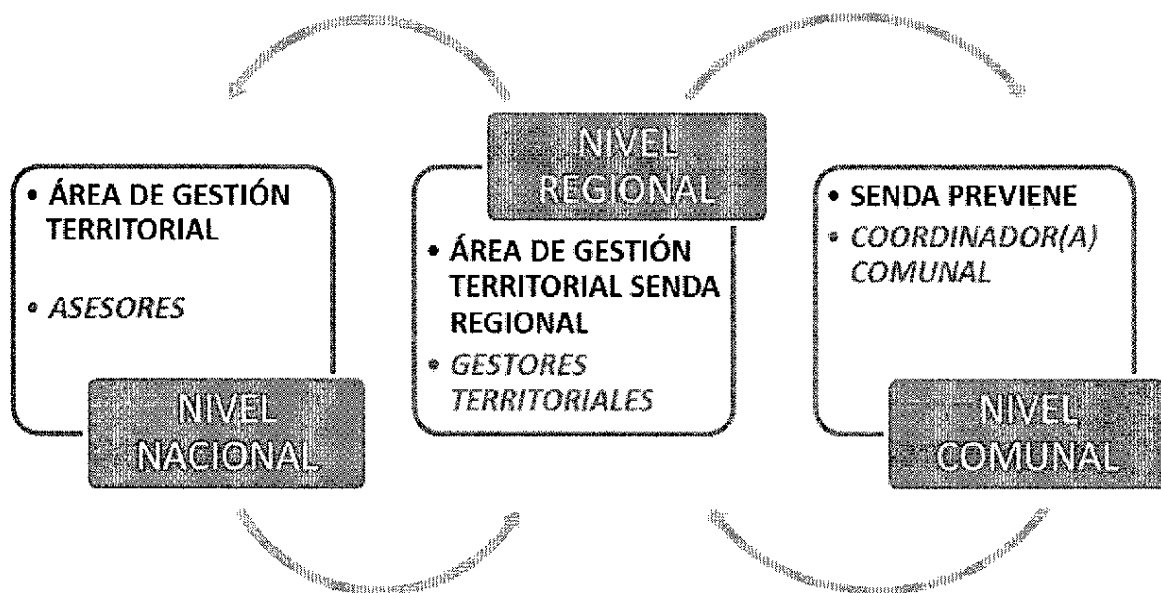 • ÁREA DE GESTIÓN
TERRITORIAL
• ASESORES
NIVEL
NACIONAL
NIVEL
REGIONAL
• ÁREA DE GESTIÓN
TERRITORIAL SENDA
REGIONAL
• GESTORES
TERRITORIALES
• SENDA PREVIENE
• COORDINADOR(A)
COMUNAL
NIVEL
COMUNAL